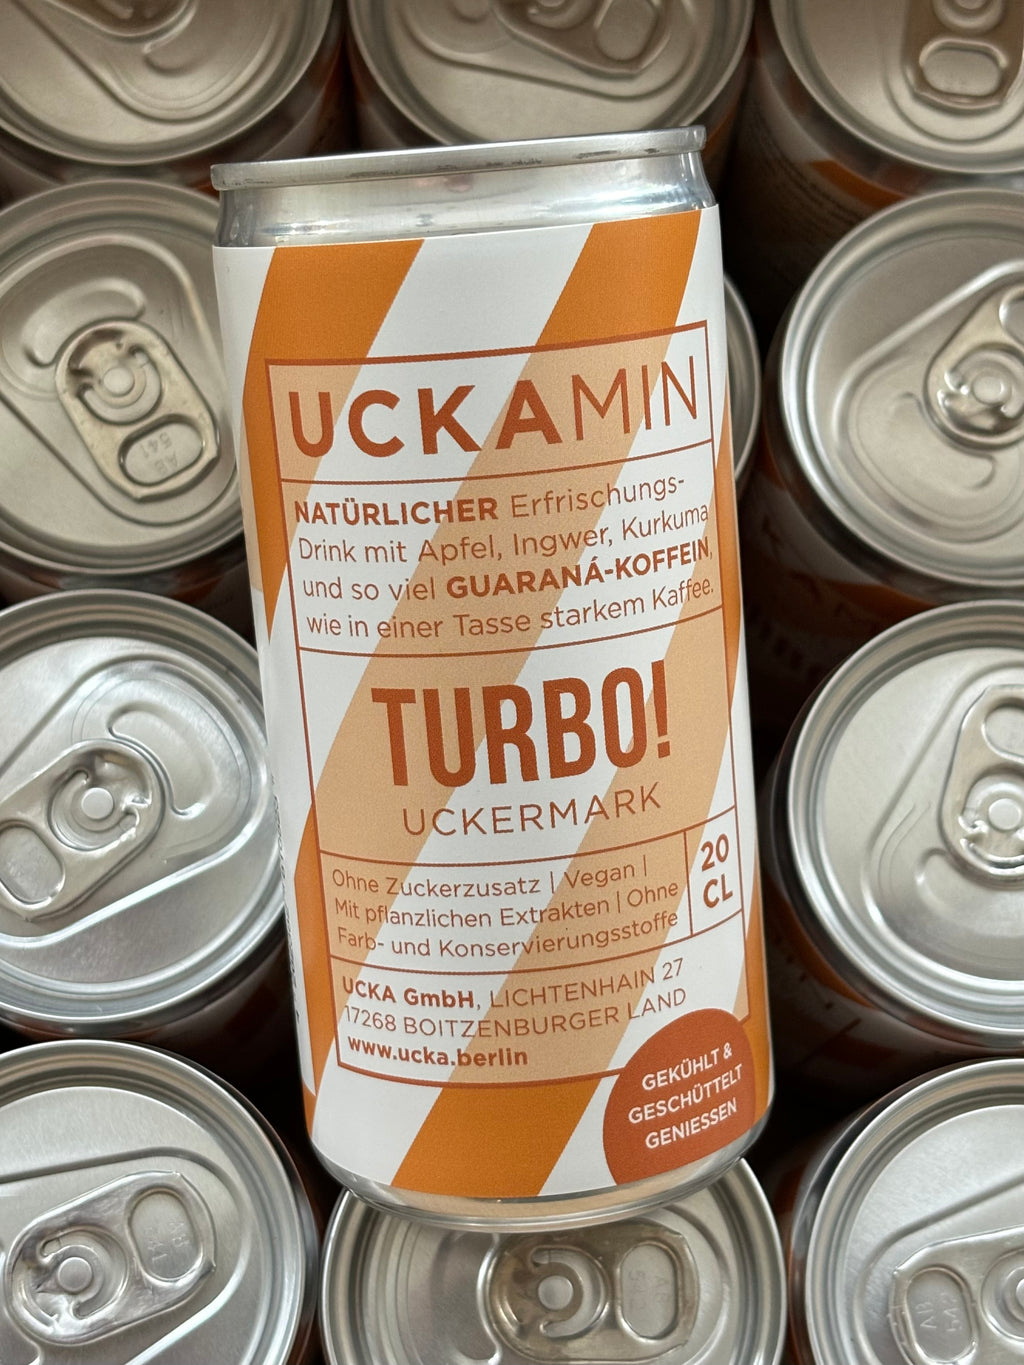 UCKAMIN
NATÜRLICHER Erfrischungs-
Drink mit Apfel, Ingwer, Kurkuma
und so viel GUARANÁ-KOFFEIN,
wie in einer Tasse starkem Kaffee.
TURBO!
UCKERMARK
Ohne Zuckerzusatz | Vegan |
Mit pflanzlichen Extrakten | Ohne
Farb- und Konservierungsstoffe
20
CL
UCKA GmbH, LICHTENHAIN 27
17268 BOITZENBURGER LAND
www.ucka.berlin
GEKÜHLT &
GESCHÜTTELT
GENIESSEN
AB
541